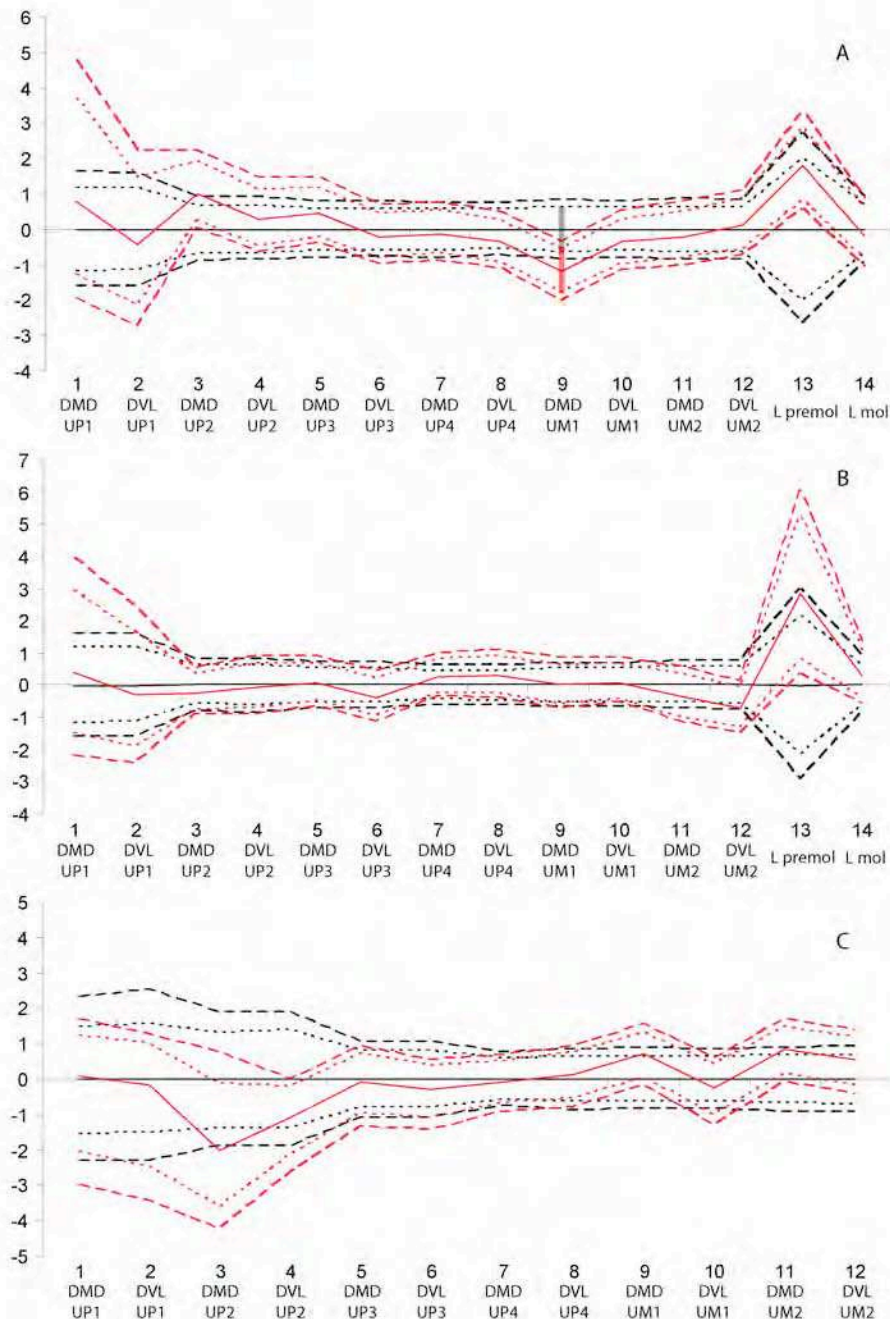 6
5
4
3
2
1
0
-1
-2
-3
-4
A
1 2 3 4 5 6 7 8 9 10 11 12 13 14
DMD DVL DMD DVL DMD DVL DMD DVL DMD DVL DMD DVL L premol L mol
UP1 UP1 UP2 UP2 UP3 UP3 UP4 UP4 UM1 UM1 UM2 UM2
7
6
5
4
3
2
1
0
-1
-2
-3
-4
B
1 2 3 4 5 6 7 8 9 10 11 12 13 14
DMD DVL DMD DVL DMD DVL DMD DVL DMD DVL DMD DVL L premol L mol
UP1 UP1 UP2 UP2 UP3 UP3 UP4 UP4 UM1 UM1 UM2 UM2
5
4
3
2
1
0
-1
-2
-3
-4
-5
C
1 2 3 4 5 6 7 8 9 10 11 12
DMD DVL DMD DVL DMD DVL DMD DVL DMD DVL DMD DVL
UP1 UP1 UP2 UP2 UP3 UP3 UP4 UP4 UM1 UM1 UM2 UM2